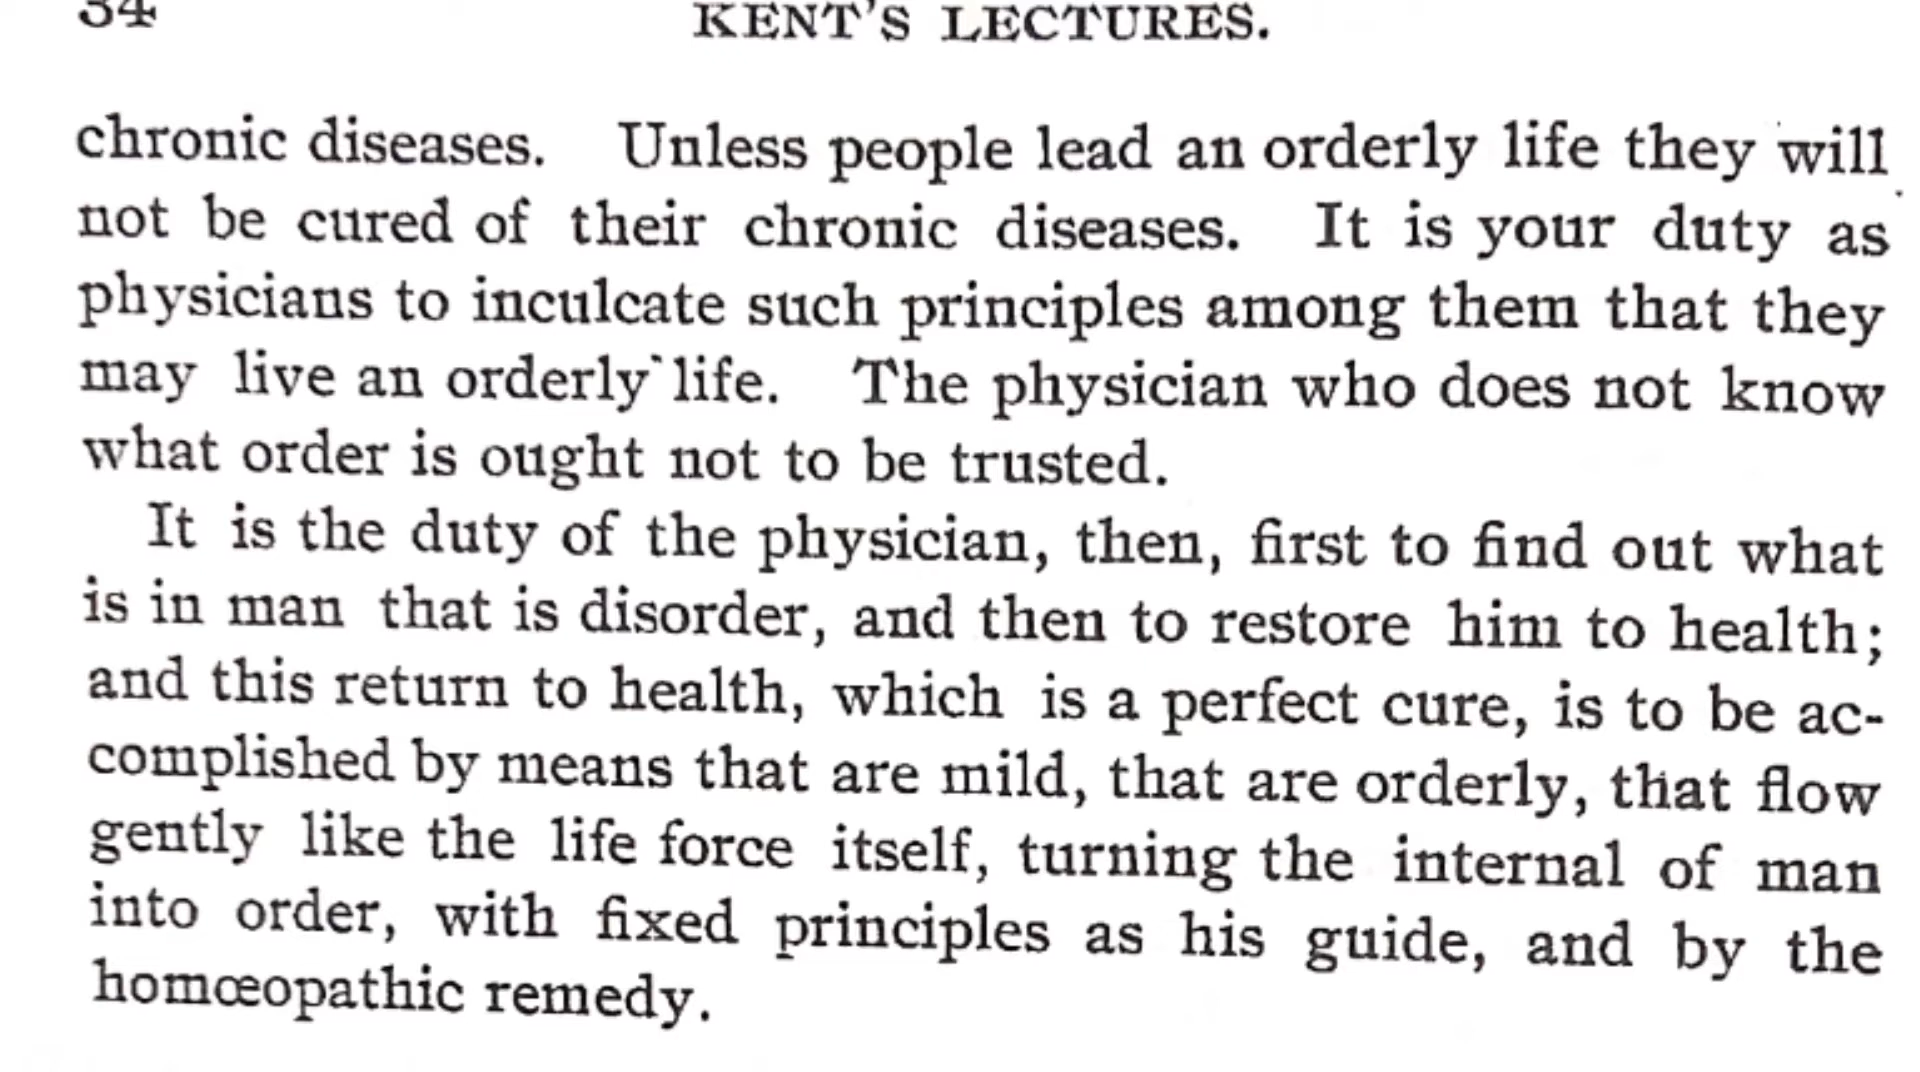 34 KENT'S LECTURES.
chronic diseases. Unless people lead an orderly life they will
not be cured of their chronic diseases. It is your duty as
physicians to inculcate such principles among them that they
may live an orderly life. The physician who does not know
what order is ought not to be trusted.
It is the duty of the physician, then, first to find out what
is in man that is disorder, and then to restore him to health;
and this return to health, which is a perfect cure, is to be ac-
complished by means that are mild, that are orderly, that flow
gently like the life force itself, turning the internal of man
into order, with fixed principles as his guide, and by the
homœopathic remedy.